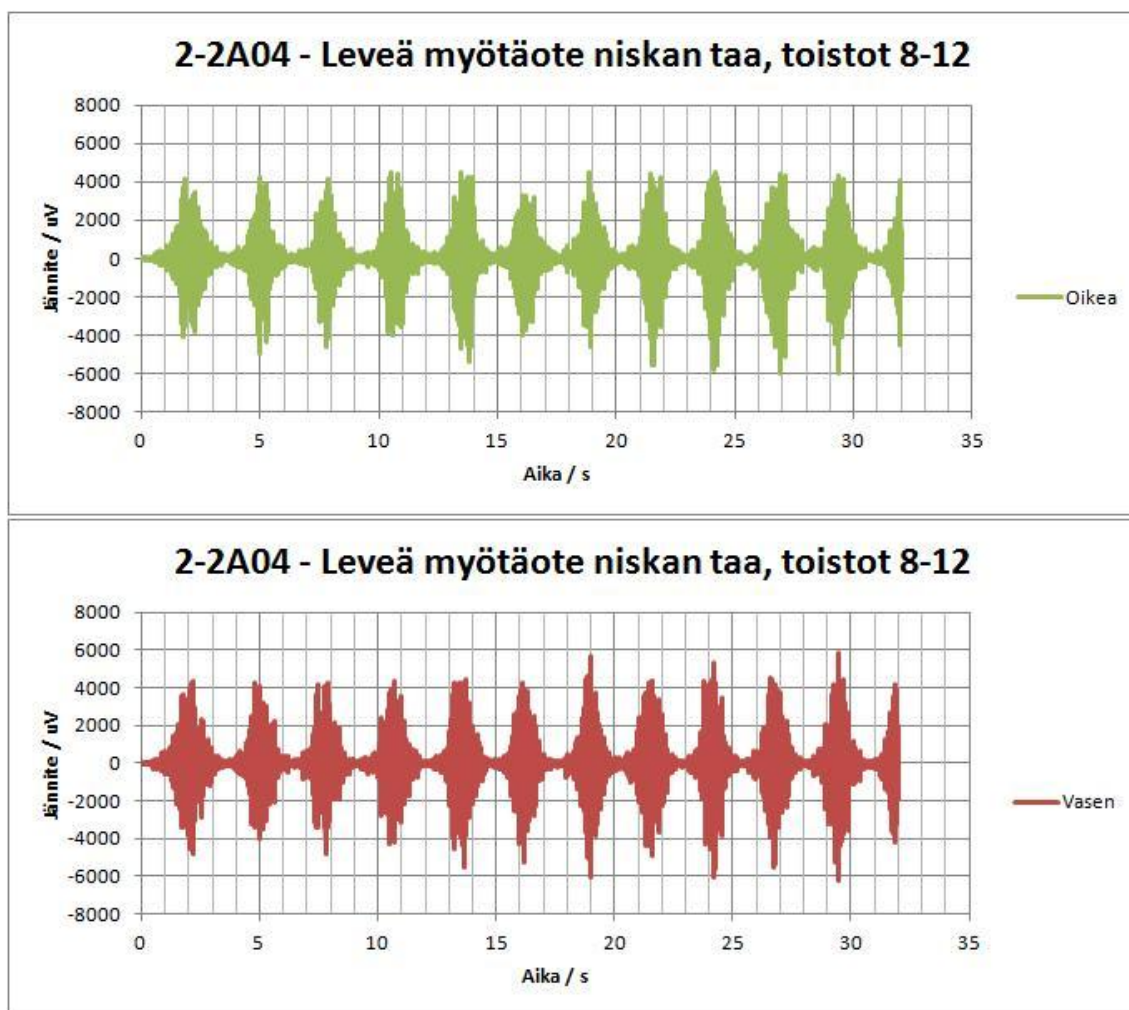 2-2A04 - Leveä myötäote niskan taa, toistot 8-12
8000
6000
4000
2000
0
-2000
-4000
-6000
-8000
Jännite / uV
0 5 10 15 20 25 30 35
Aika / s
Oikea
2-2A04 - Leveä myötäote niskan taa, toistot 8-12
8000
6000
4000
2000
0
-2000
-4000
-6000
-8000
Jännite / uV
0 5 10 15 20 25 30 35
Aika / s
Vasen